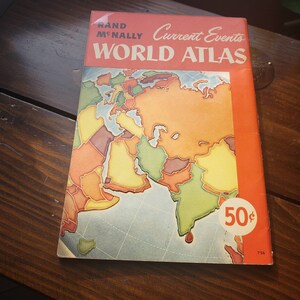 RAND
McNALLY
Current Events
WORLD ATLAS
50¢